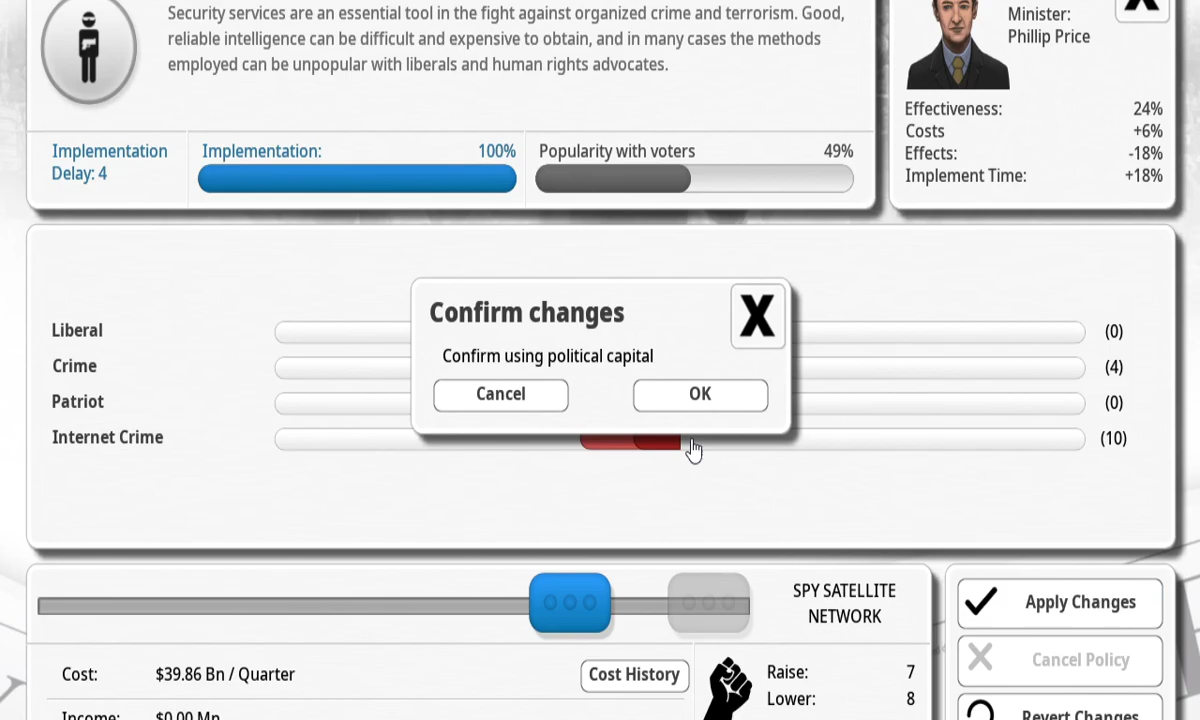 Security services are an essential tool in the fight against organized crime and terrorism. Good,
reliable intelligence can be difficult and expensive to obtain, and in many cases the methods
employed can be unpopular with liberals and human rights advocates.
Minister:
Phillip Price
X
Effectiveness: 24%
Costs +6%
Effects: -18%
Implement Time: +18%
Implementation
Delay: 4
Implementation: 100%
Popularity with voters 49%
Confirm changes
X
Confirm using political capital
Cancel
OK
Liberal (0)
Crime (4)
Patriot (0)
Internet Crime (10)
SPY SATELLITE
NETWORK
Cost: $39.86 Bn / Quarter
Cost History
Raise: 7
Lower: 8
Income: $0.00 Mn
Apply Changes
Cancel Policy
Revert Changes